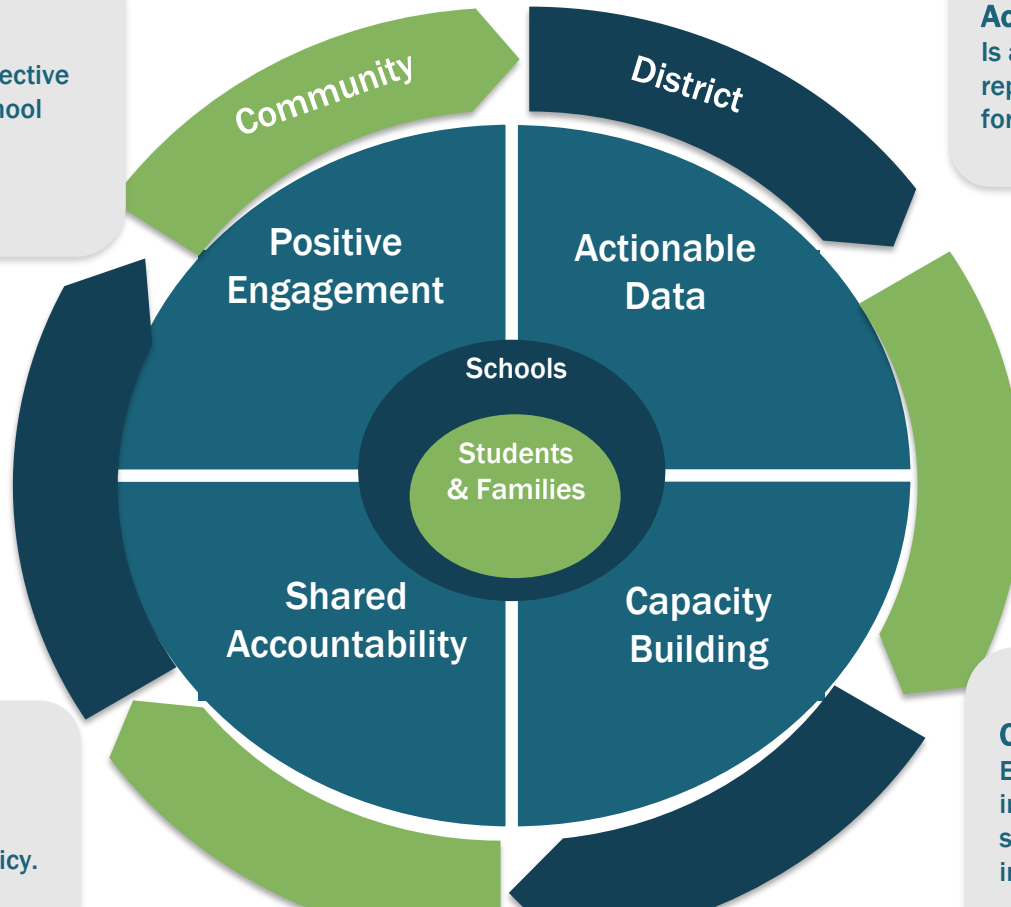 ective
hool
Community
District
Ac
Is a
rep
for
Positive
Engagement
Actionable
Data
Schools
Students
& Families
Shared
Accountability
Capacity
Building
icy.